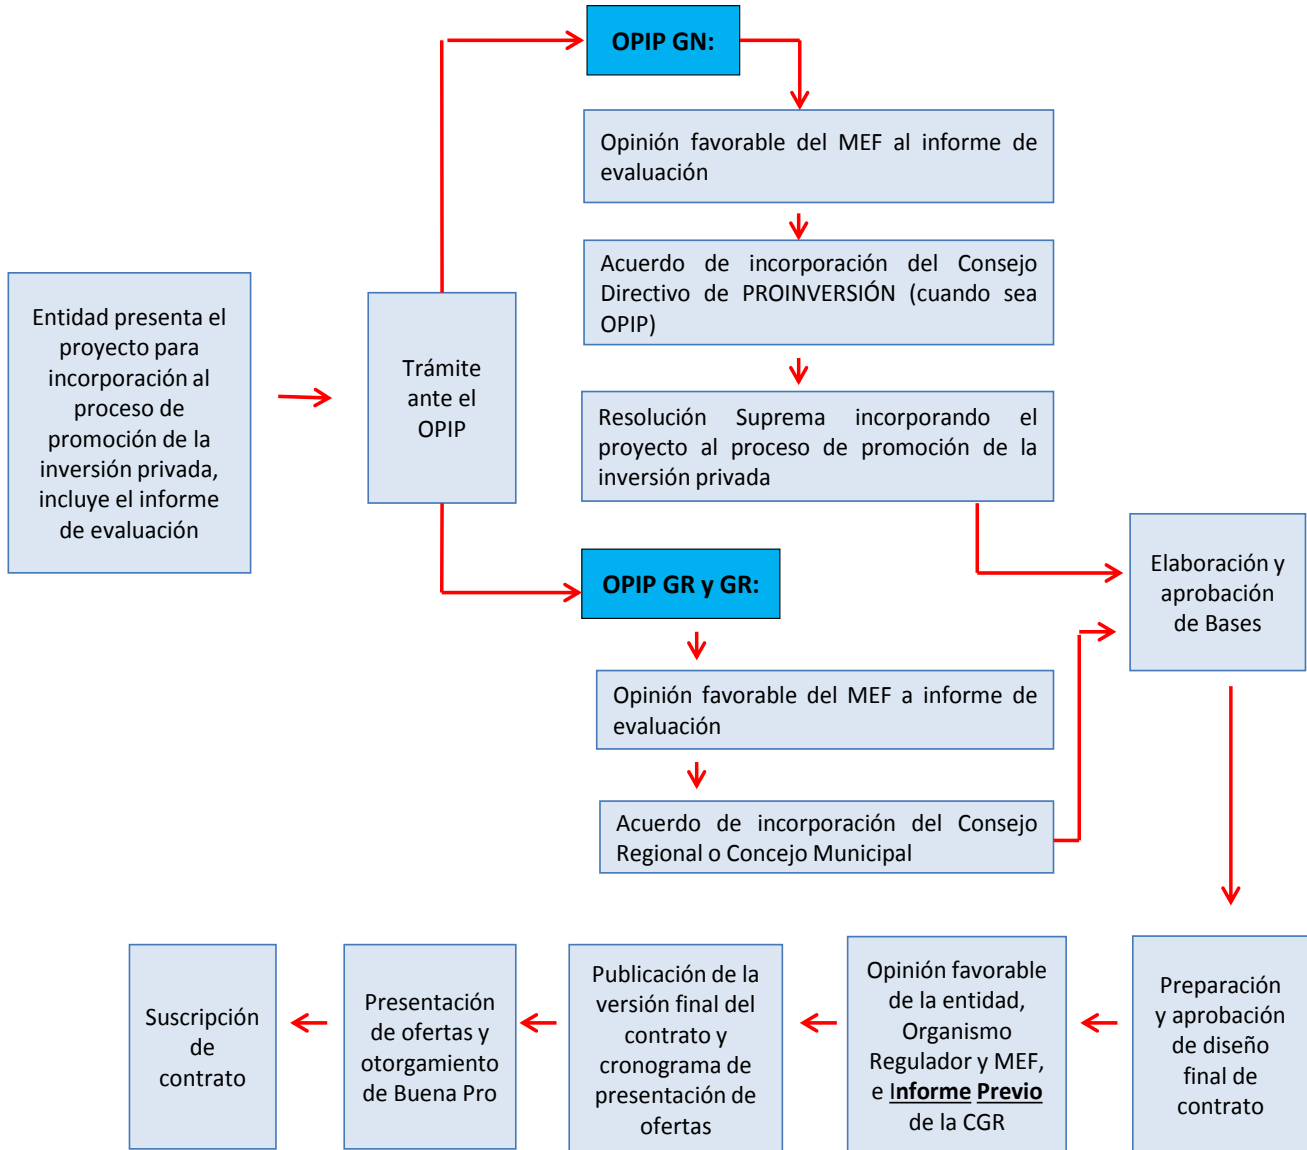 OPIP GN:
Opinión favorable del MEF al informe de
evaluación
Acuerdo de incorporación del Consejo
Directivo de PROINVERSIÓN (cuando sea
OPIP)
Entidad presenta el
proyecto para
incorporación al
proceso de
promoción de la
inversión privada,
incluye el informe
de evaluación
Trámite
ante el
OPIP
Resolución Suprema incorporando el
proyecto al proceso de promoción de la
inversión privada
OPIP GR y GR:
Opinión favorable del MEF a informe de
evaluación
Acuerdo de incorporación del Consejo
Regional o Concejo Municipal
Elaboración y
aprobación
de Bases
Preparación
y aprobación
de diseño
final de
contrato
Opinión favorable
de la entidad,
Organismo
Regulador y MEF,
e Informe Previo
de la CGR
Publicación de la
versión final del
contrato y
cronograma de
presentación de
ofertas
Presentación
de ofertas y
otorgamiento
de Buena Pro
Suscripción
de
contrato